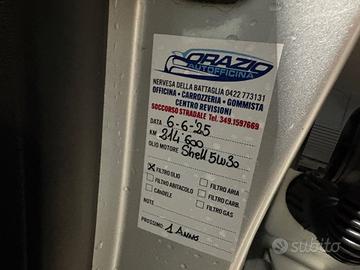 ORAZIO
AUTOFFICINA
NERVESA DELLA BATTAGLIA 0422 773131
OFFICINA • CARROZZERIA • GOMMISTA
CENTRO REVISIONI
SOCCORSO STRADALE Tel. 349.1597669
DATA 6-6-'25
KM 214'600
OLIO MOTORE Shell 5W30
FILTRO OLIO
FILTRO ARIA
FILTRO ABITACOLO
FILTRO CARB.
CANDELE
FILTRO GAS
NOTE
PROSSIMO: 1 ANNO
subito